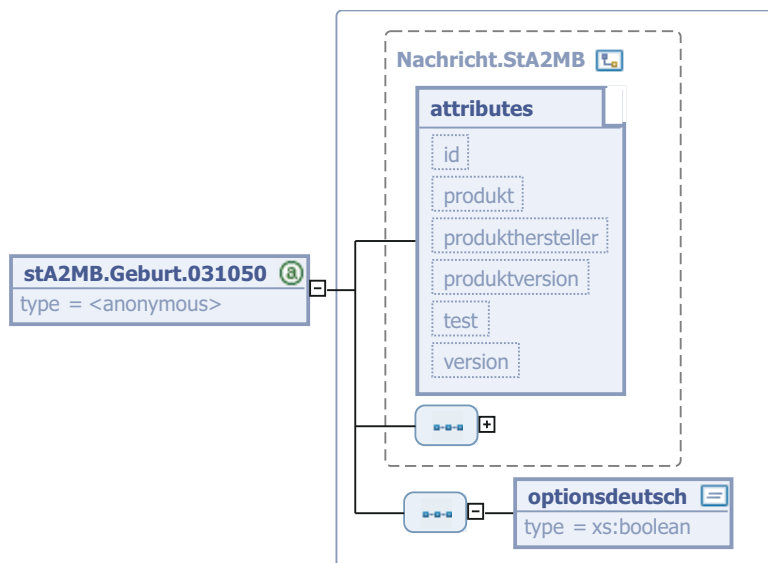 Nachricht.StA2MB
attributes
id
produkt
produkthersteller
produktversion
test
version
stA2MB.Geburt.031050 @
type = <anonymous>
optionsdeutsch
type = xs:boolean